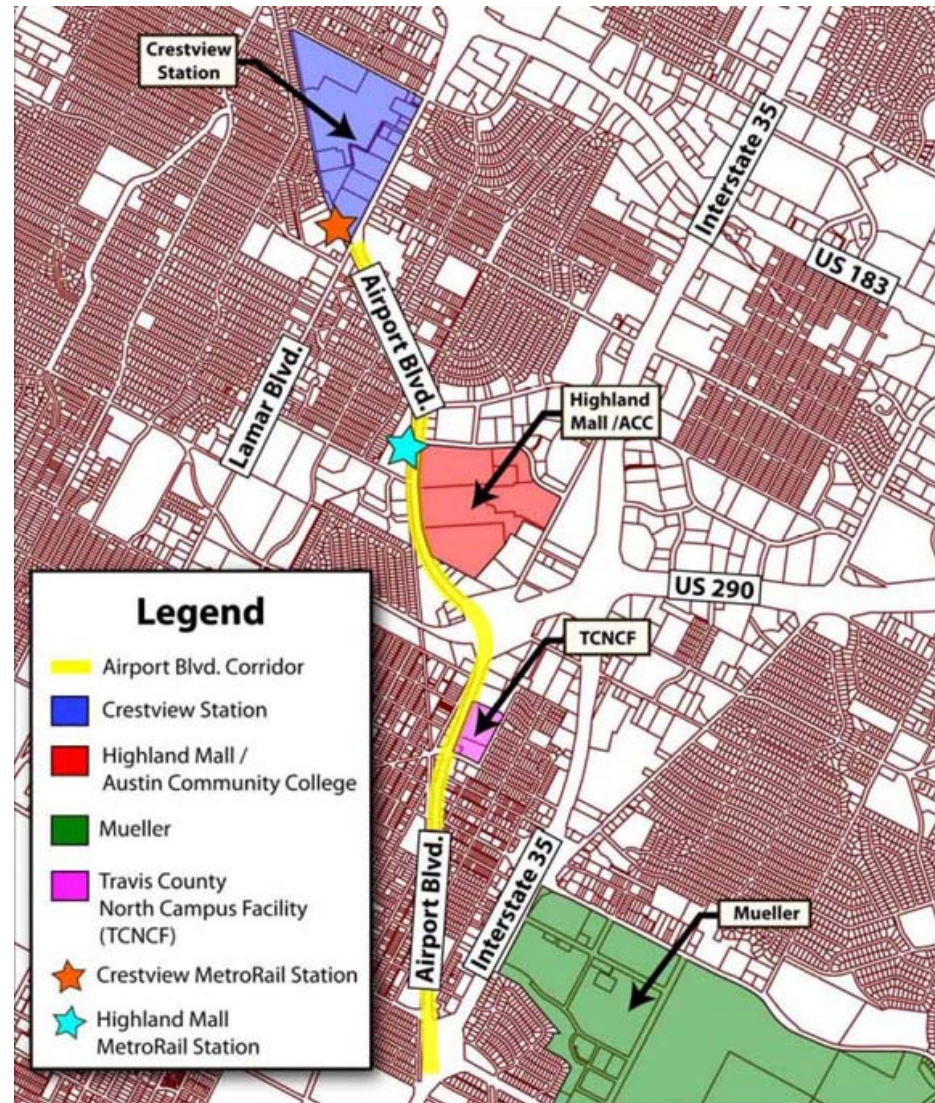 Crestview
Station
Interstate 35
US 183
Airport Blvd.
Lamar Blvd.
Highland
Mall /ACC
US 290
TCNCF
Legend
Airport Blvd. Corridor
Crestview Station
Highland Mall /
Austin Community College
Mueller
Travis County
North Campus Facility
(TCNCF)
Crestview MetroRail Station
Highland Mall
MetroRail Station
Airport Blvd.
Interstate 35
Mueller